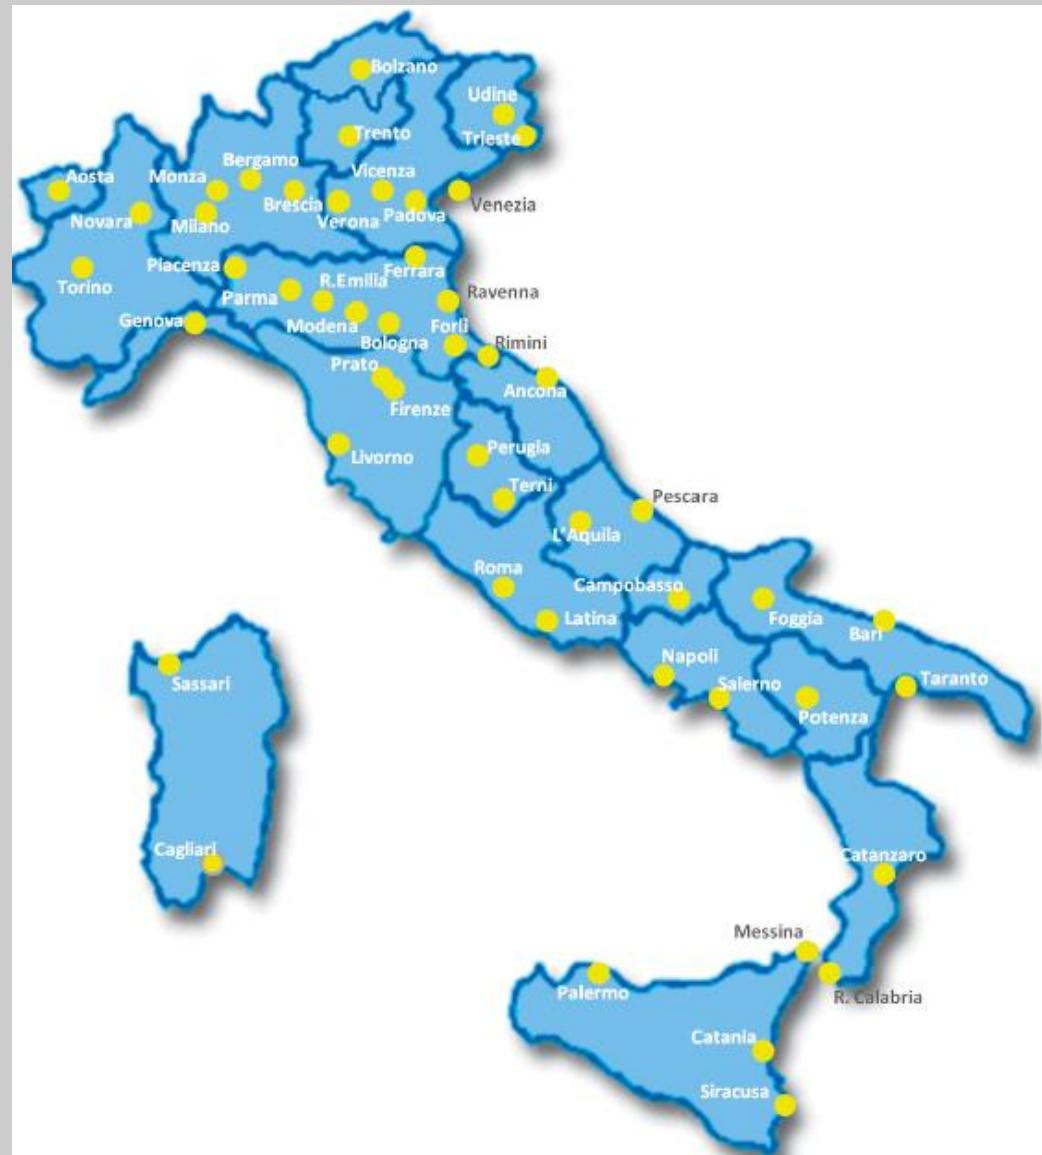 Bolzano
Udine
Trento
Trieste
Bergamo
Vicenza
Aosta
Monza
Brescia
Padova
Venezia
Novara
Milano
Verona
Piacenza
Ferrara
Torino
R.Emilia
Parma
Ravenna
Genova
Modena
Forlì
Bologna
Rimini
Prato
Ancona
Firenze
Perugia
Livorno
Terni
Pescara
L'Aquila
Roma
Campobasso
Latina
Foggia
Bari
Napoli
Sassari
Salerno
Taranto
Potenza
Cagliari
Catanzaro
Messina
Palermo
R. Calabria
Catania
Siracusa